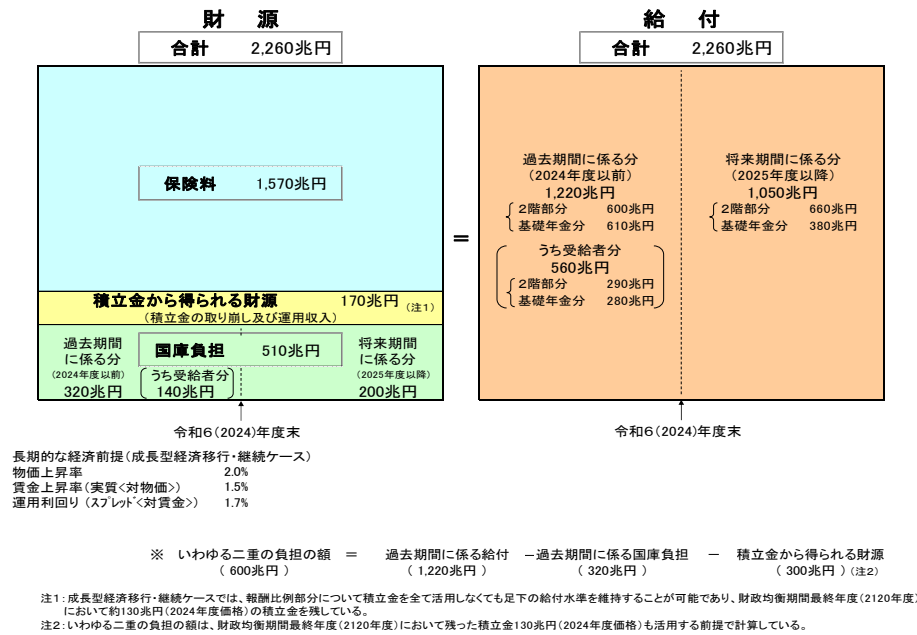 財 源
合計 2,260兆円
保険料 1,570兆円
積立金から得られる財源 170兆円 (注1)
(積立金の取り崩し及び運用収入)
過去期間
に係る分
(2024年度以前)
320兆円
国庫負担 510兆円
うち受給者分
140兆円
将来期間
に係る分
(2025年度以降)
200兆円
令和6(2024)年度末
=
給 付
合計 2,260兆円
過去期間に係る分
(2024年度以前)
1,220兆円
2階部分 600兆円
基礎年金分 610兆円
うち受給者分
560兆円
2階部分 290兆円
基礎年金分 280兆円
将来期間に係る分
(2025年度以降)
1,050兆円
2階部分 660兆円
基礎年金分 380兆円
令和6(2024)年度末
長期的な経済前提(成長型経済移行・継続ケース)
物価上昇率 2.0%
賃金上昇率(実質<対物価>) 1.5%
運用利回り(スプレッド<対賃金>) 1.7%
※ いわゆる二重の負担の額 = 過去期間に係る給付 -過去期間に係る国庫負担 - 積立金から得られる財源
( 600兆円 ) ( 1,220兆円 ) ( 320兆円 ) ( 300兆円 ) (注2)
注1:成長型経済移行・継続ケースでは、報酬比例部分について積立金を全て活用しなくても足下の給付水準を維持することが可能であり、財政均衡期間最終年度(2120年度)
において約130兆円(2024年度価格)の積立金を残している。
注2:いわゆる二重の負担の額は、財政均衡期間最終年度(2120年度)において残った積立金130兆円(2024年度価格)も活用する前提で計算している。